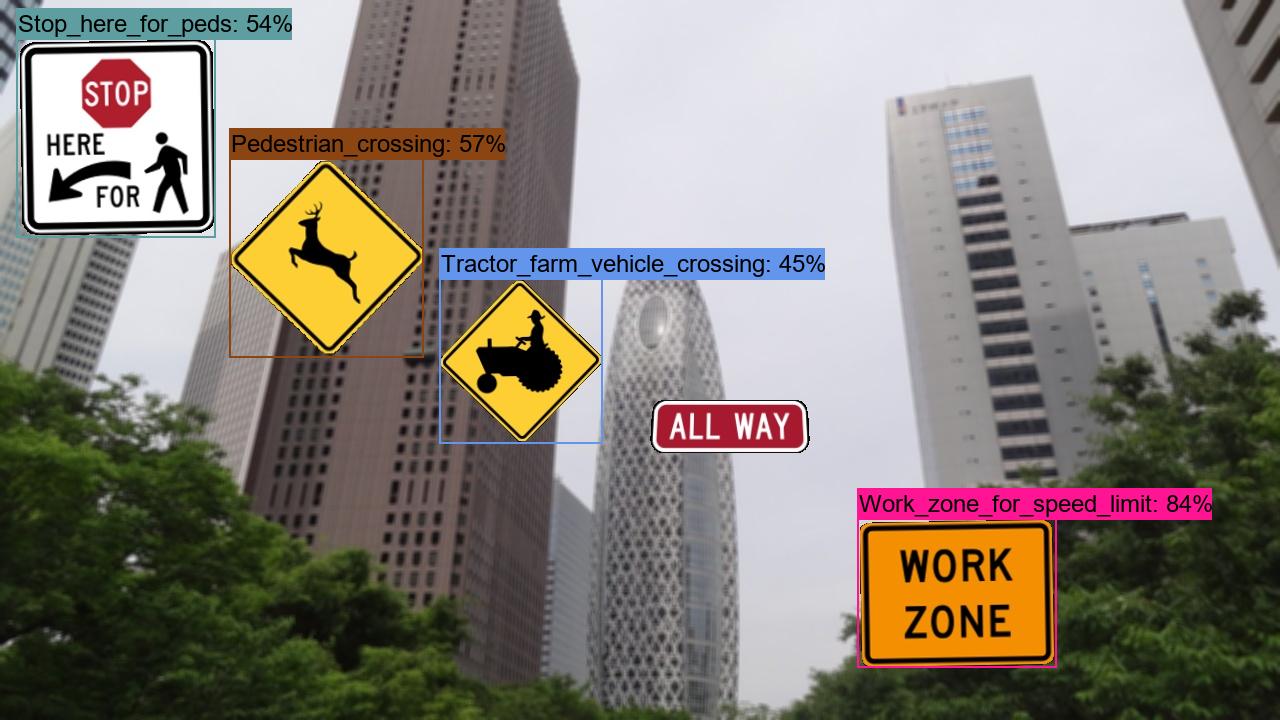 Stop_here_for_peds: 54%
STOP
HERE
FOR
Pedestrian_crossing: 57%
Tractor_farm_vehicle_crossing: 45%
ALL WAY
Work_zone_for_speed_limit: 84%
WORK
ZONE